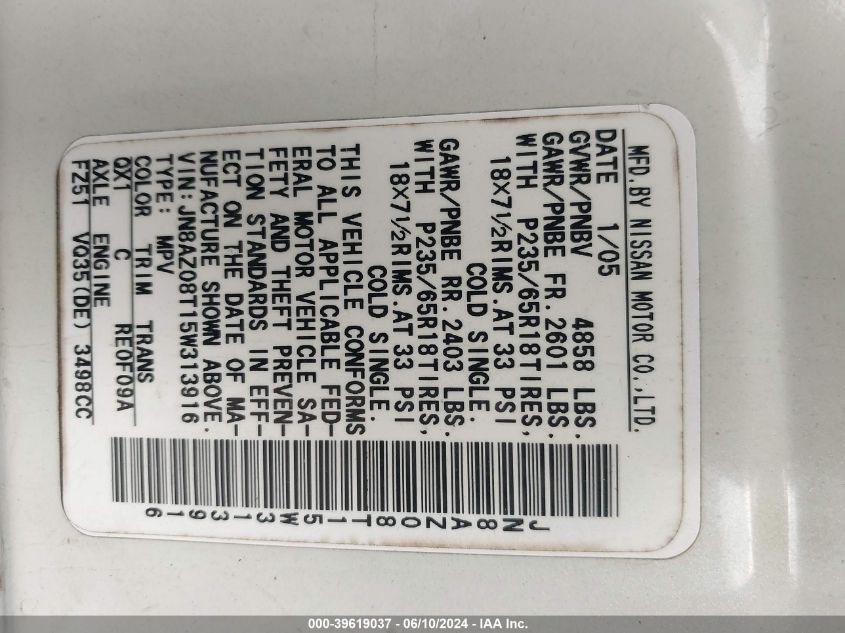 MFD.BY NISSAN MOTOR CO.,LTD.
DATE 1/05
GVWR/PNBV 4858 LBS.
GAWR/PNBE FR. 2601 LBS.
WITH P235/65R18TIRES,
18X7½RIMS.AT 33 PSI
COLD SINGLE.
GAWR/PNBE RR. 2403 LBS.
WITH P235/65R18TIRES,
18X7½RIMS.AT 33 PSI
COLD SINGLE.
THIS VEHICLE CONFORMS
TO ALL APPLICABLE FED-
ERAL MOTOR VEHICLE SA-
FETY AND THEFT PREVEN-
TION STANDARDS IN EFF-
ECT ON THE DATE OF MA-
NUFACTURE SHOWN ABOVE.
VIN:JN8AZ08T15W313916
TYPE: MPV
COLOR TRIM TRANS
QX1 C RE0F09A
AXLE ENGINE
FZ51 VQ35(DE) 3498CC
JN8AZ08T15W313916
000-39619037 - 06/10/2024 - IAA Inc.